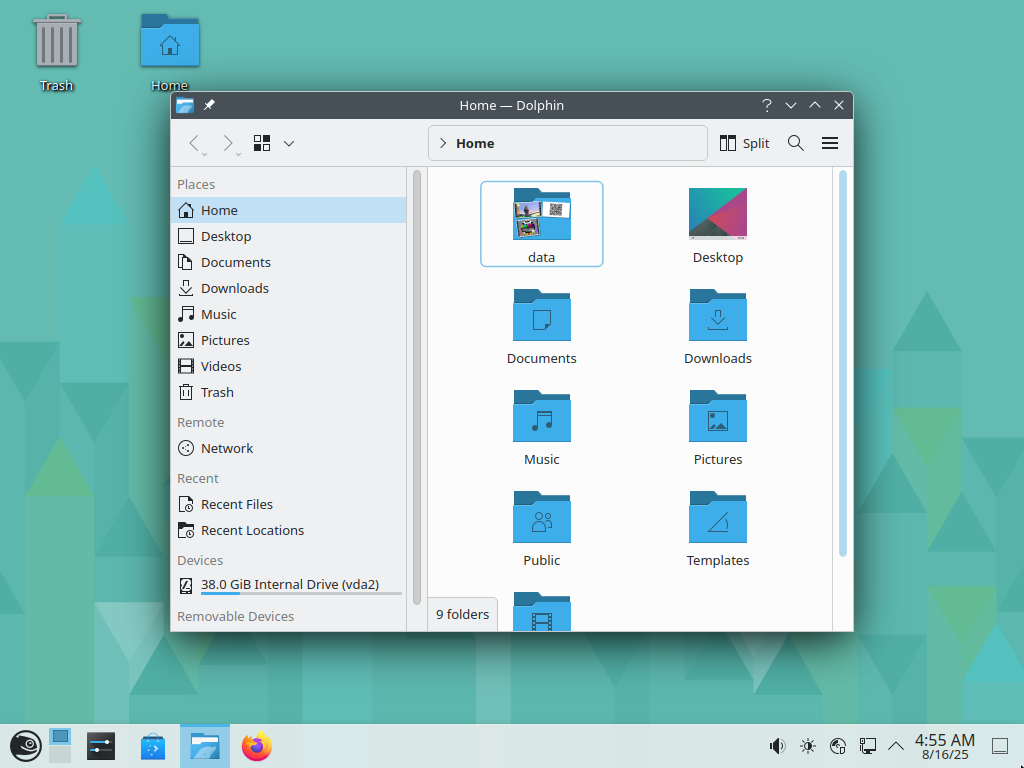 Trash
Home
Home — Dolphin
Home
Split
Places
Home
Desktop
Documents
Downloads
Music
Pictures
Videos
Trash
Remote
Network
Recent
Recent Files
Recent Locations
Devices
38.0 GiB Internal Drive (vda2)
Removable Devices
data
Desktop
Documents
Downloads
Music
Pictures
Public
Templates
9 folders
4:55 AM
8/16/25